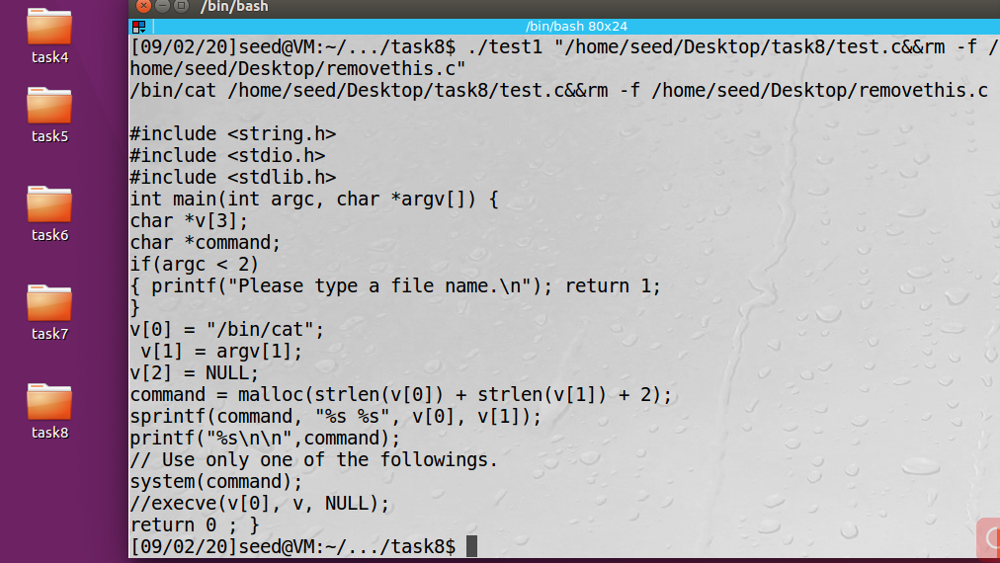 /bin/bash
/bin/bash 80x24
task4
task5
task6
task7
task8
[09/02/20]seed@VM:~/.../task8$ ./test1 "/home/seed/Desktop/task8/test.c&&rm -f /
home/seed/Desktop/removethis.c"
/bin/cat /home/seed/Desktop/task8/test.c&&rm -f /home/seed/Desktop/removethis.c
#include <string.h>
#include <stdio.h>
#include <stdlib.h>
int main(int argc, char *argv[]) {
char *v[3];
char *command;
if(argc < 2)
{ printf("Please type a file name.\n"); return 1;
}
v[0] = "/bin/cat";
 v[1] = argv[1];
v[2] = NULL;
command = malloc(strlen(v[0]) + strlen(v[1]) + 2);
sprintf(command, "%s %s", v[0], v[1]);
printf("%s\n\n",command);
// Use only one of the followings.
system(command);
//execve(v[0], v, NULL);
return 0 ; }
[09/02/20]seed@VM:~/.../task8$